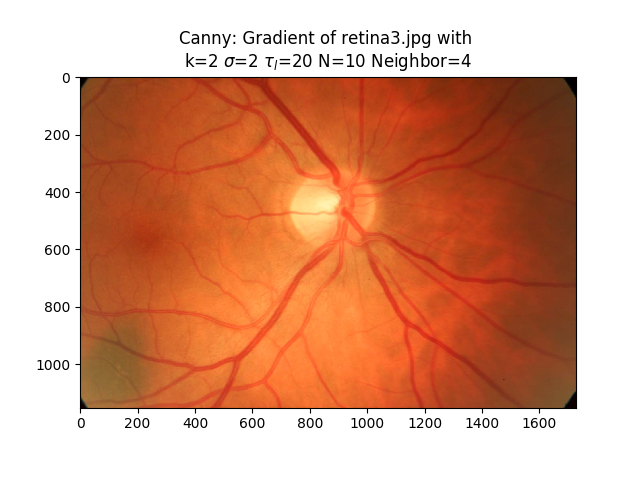 Canny: Gradient of retina3.jpg with
k=2 σ=2 τ_l=20 N=10 Neighbor=4
0
200
400
600
800
1000
0 200 400 600 800 1000 1200 1400 1600